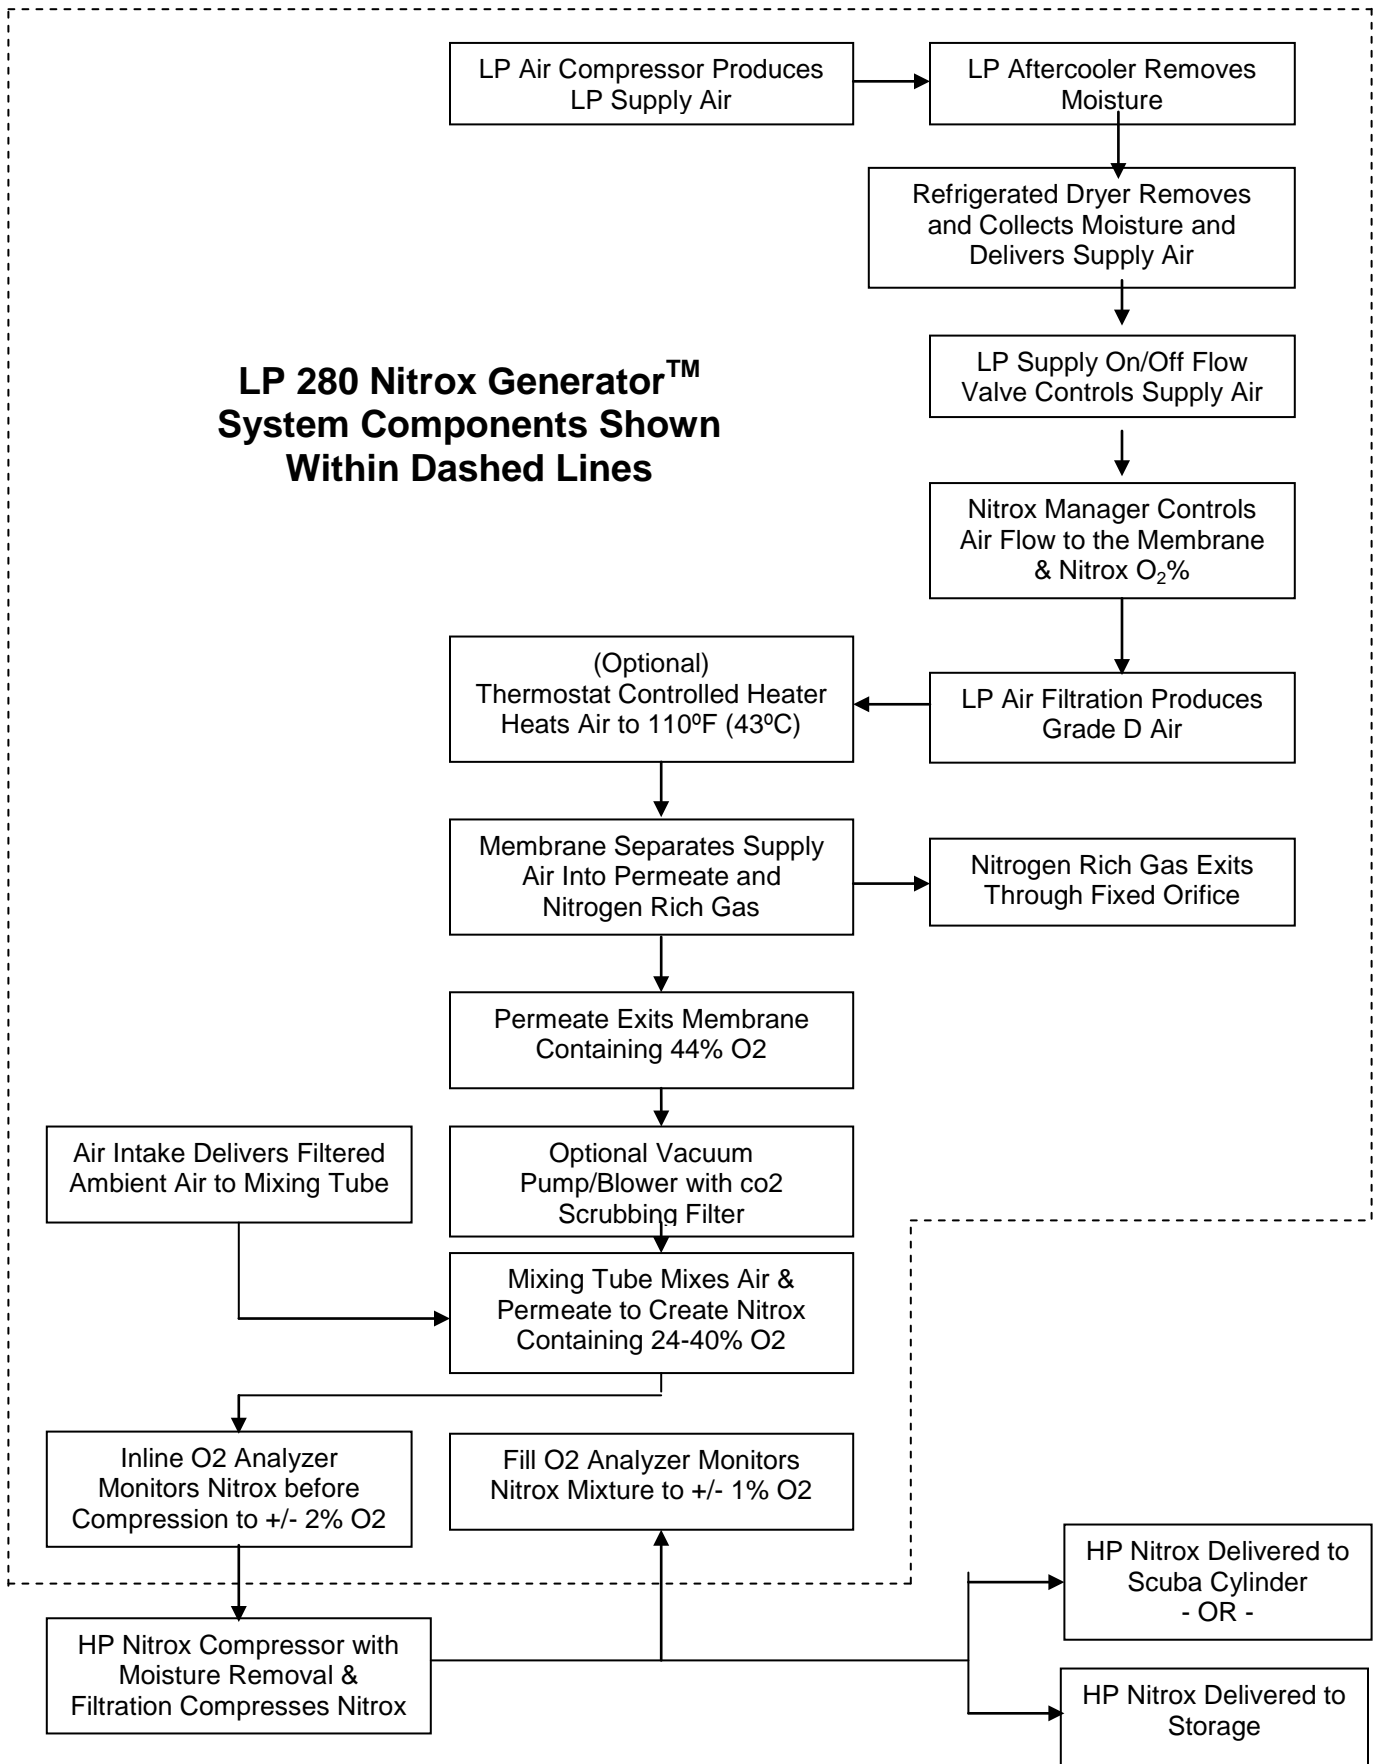 LP Air Compressor Produces
LP Supply Air
LP Aftercooler Removes
Moisture
Refrigerated Dryer Removes
and Collects Moisture and
Delivers Supply Air
LP 280 Nitrox Generator™
System Components Shown
Within Dashed Lines
LP Supply On/Off Flow
Valve Controls Supply Air
Nitrox Manager Controls
Air Flow to the Membrane
& Nitrox O₂%
(Optional)
Thermostat Controlled Heater
Heats Air to 110ºF (43ºC)
LP Air Filtration Produces
Grade D Air
Membrane Separates Supply
Air Into Permeate and
Nitrogen Rich Gas
Nitrogen Rich Gas Exits
Through Fixed Orifice
Permeate Exits Membrane
Containing 44% O2
Air Intake Delivers Filtered
Ambient Air to Mixing Tube
Optional Vacuum
Pump/Blower with co2
Scrubbing Filter
Mixing Tube Mixes Air &
Permeate to Create Nitrox
Containing 24-40% O2
Inline O2 Analyzer
Monitors Nitrox before
Compression to +/- 2% O2
Fill O2 Analyzer Monitors
Nitrox Mixture to +/- 1% O2
HP Nitrox Delivered to
Scuba Cylinder
- OR -
HP Nitrox Compressor with
Moisture Removal &
Filtration Compresses Nitrox
HP Nitrox Delivered to
Storage